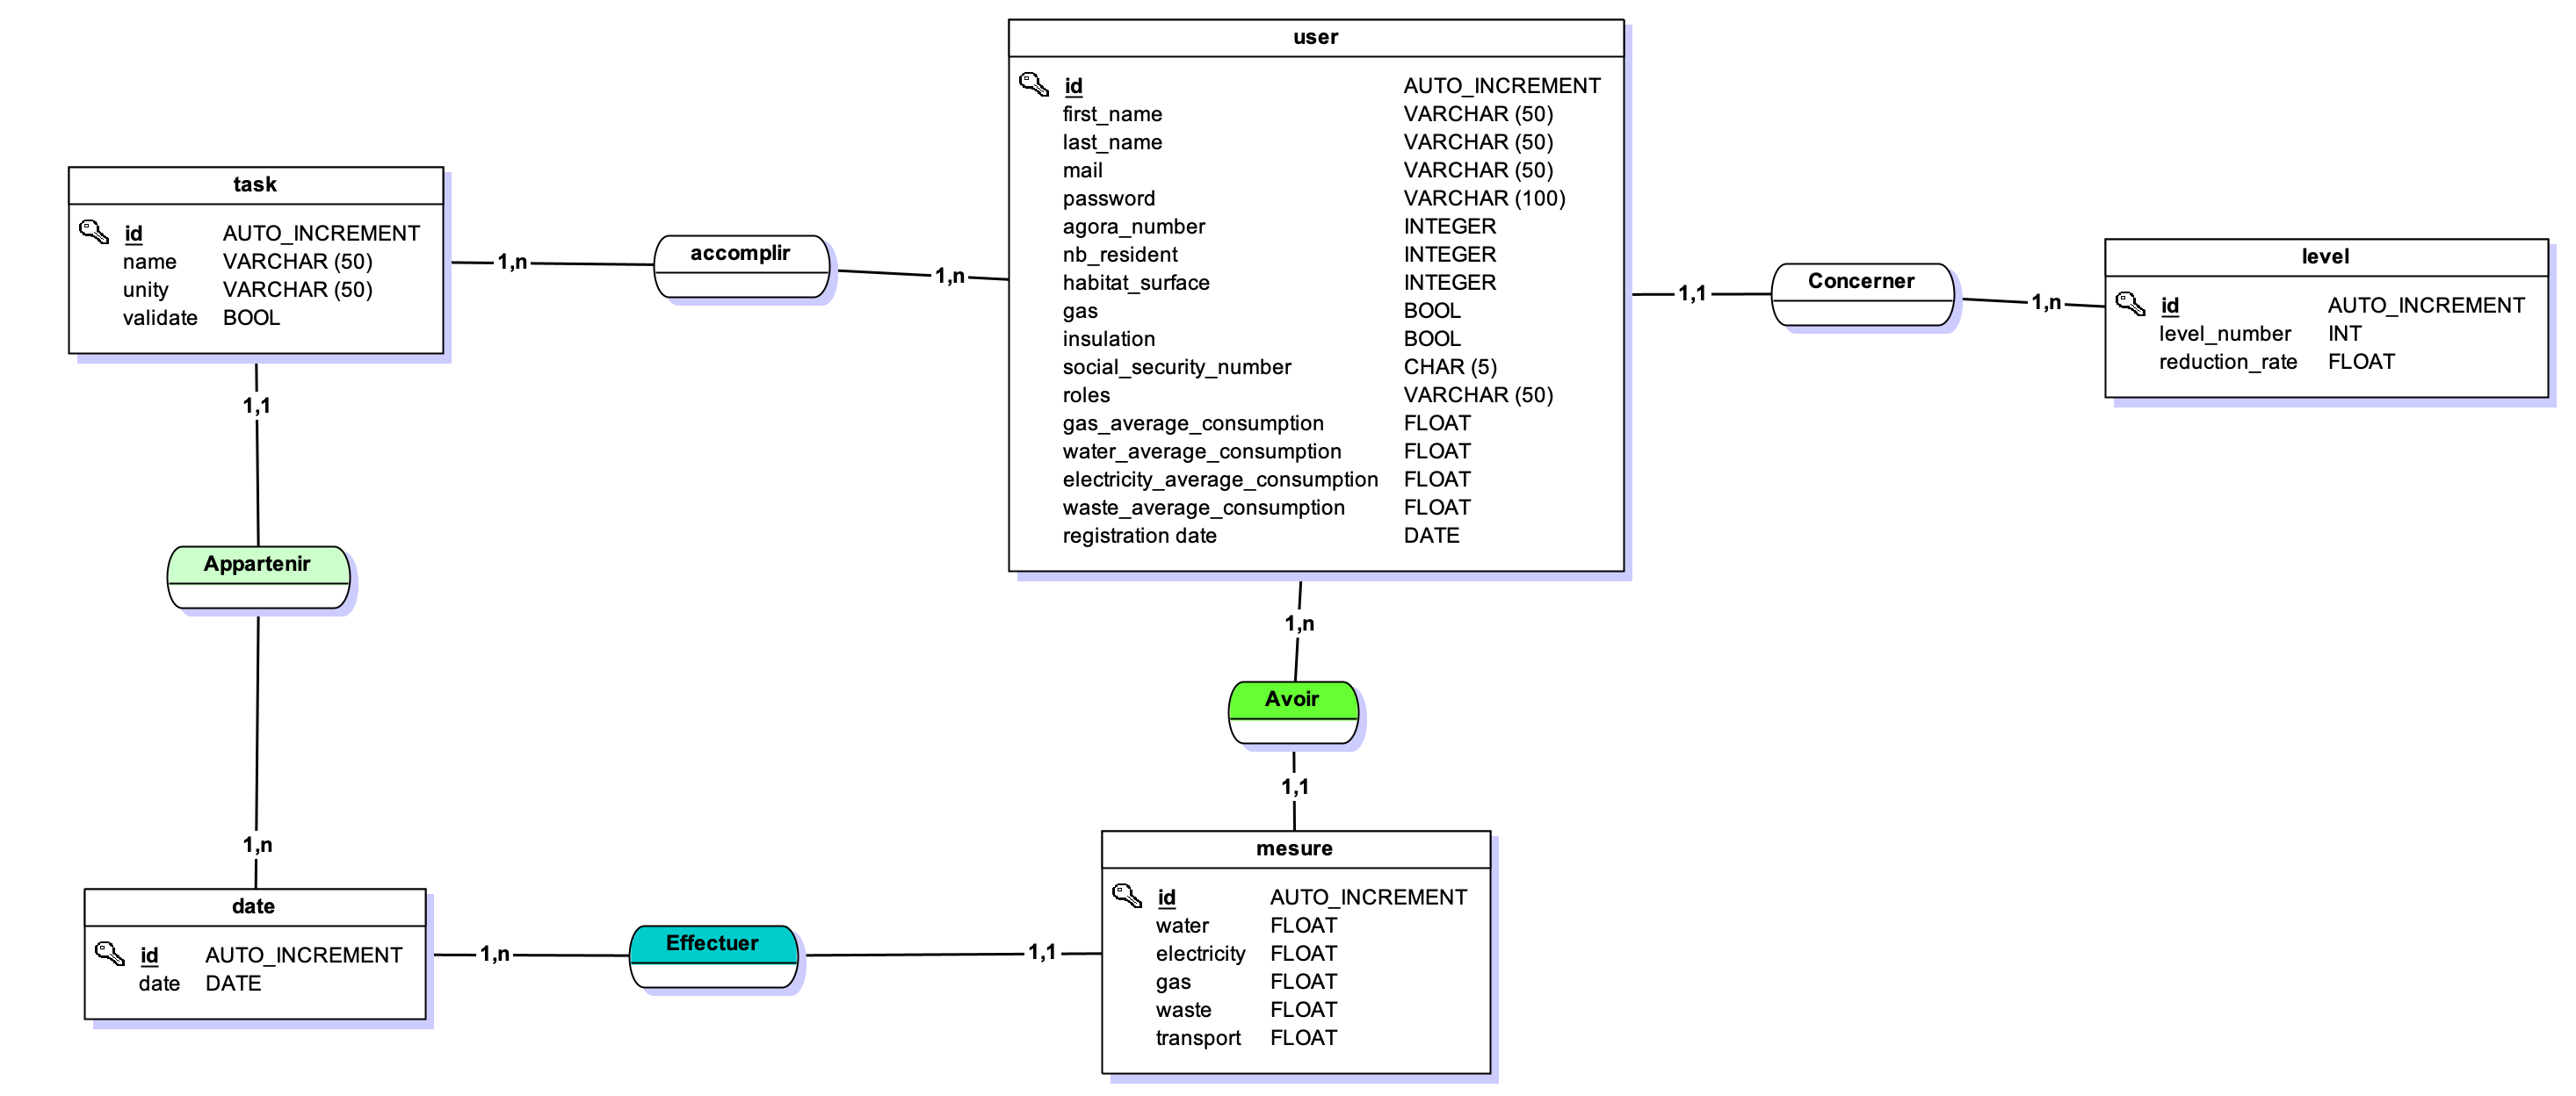 user
id AUTO_INCREMENT
first_name VARCHAR (50)
last_name VARCHAR (50)
mail VARCHAR (50)
password VARCHAR (100)
agora_number INTEGER
nb_resident INTEGER
habitat_surface INTEGER
gas BOOL
insulation BOOL
social_security_number CHAR (5)
roles VARCHAR (50)
gas_average_consumption FLOAT
water_average_consumption FLOAT
electricity_average_consumption FLOAT
waste_average_consumption FLOAT
registration date DATE
task
id AUTO_INCREMENT
name VARCHAR (50)
unity VARCHAR (50)
validate BOOL
1,n
accomplir
1,n
1,1
Concerner
1,n
level
id AUTO_INCREMENT
level_number INT
reduction_rate FLOAT
1,1
Appartenir
1,n
1,n
Avoir
1,1
date
id AUTO_INCREMENT
date DATE
1,n
Effectuer
1,1
mesure
id AUTO_INCREMENT
water FLOAT
electricity FLOAT
gas FLOAT
waste FLOAT
transport FLOAT